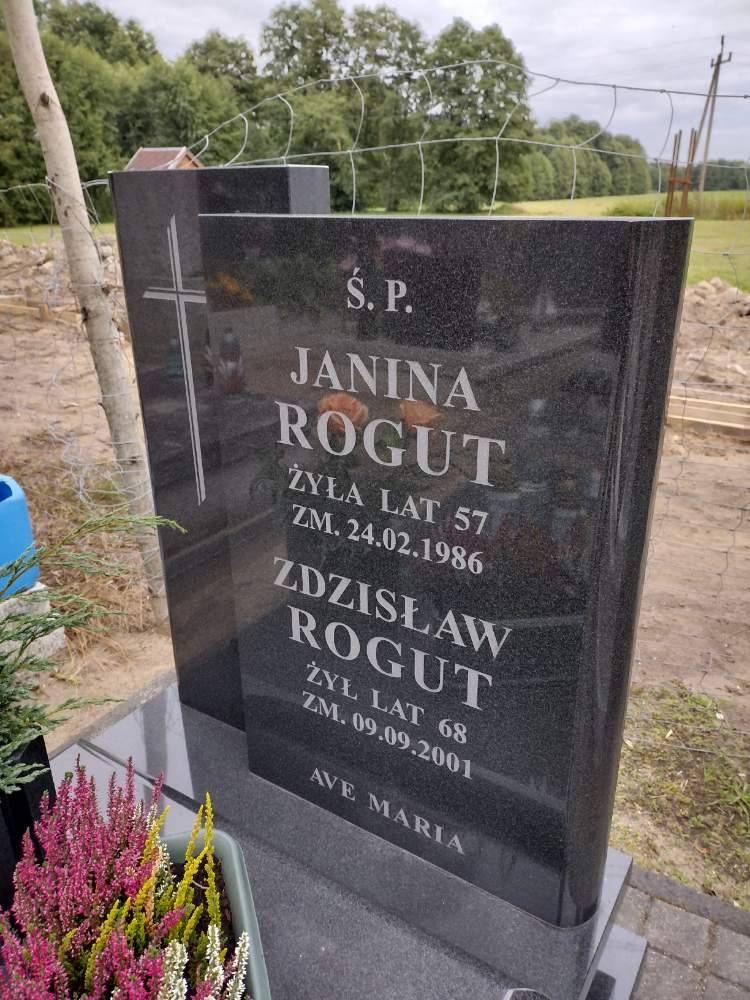 Ś. P.
JANINA
ROGUT
ŻYŁA LAT 57
ZM. 24.02.1986
ZDZISŁAW
ROGUT
ŻYŁ LAT 68
ZM. 09.09.2001
AVE MARIA